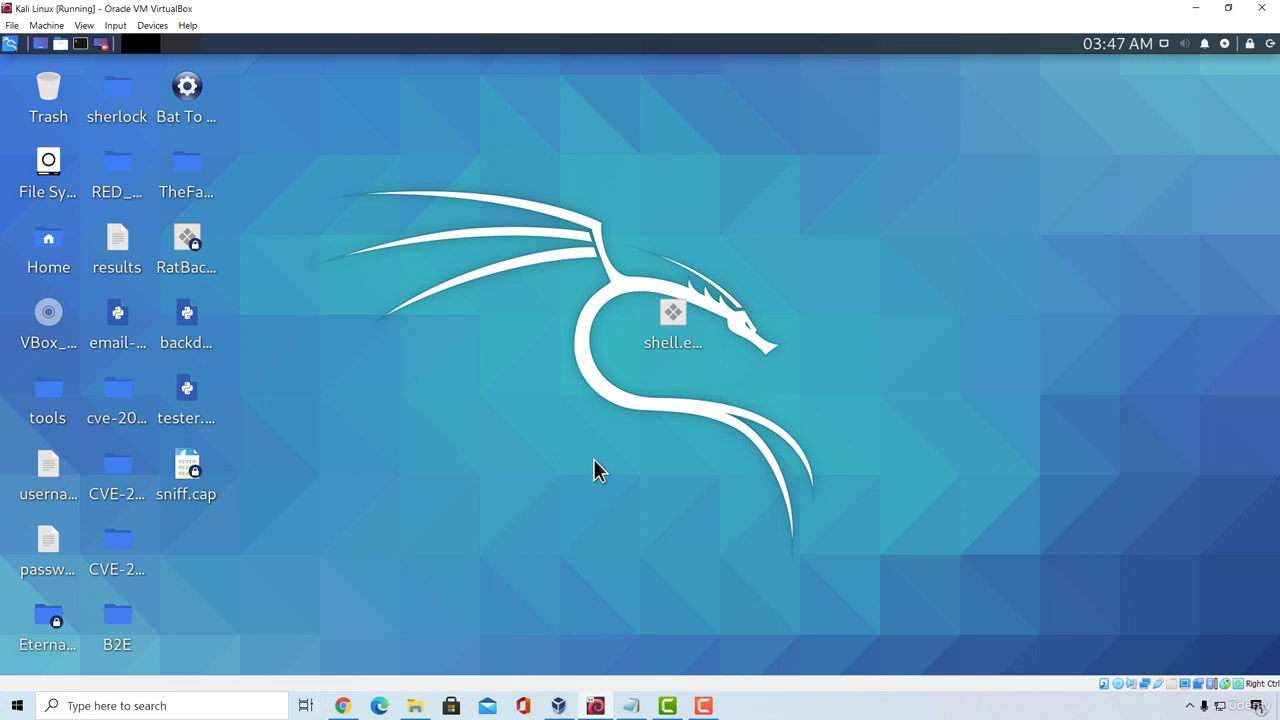 Kali Linux [Running] - Oracle VM VirtualBox
File Machine View Input Devices Help
03:47 AM
Trash sherlock Bat To ...
File Sy... RED_... TheFa...
Home results RatBac...
VBox_... email-... backd...
shell.e...
tools cve-20... tester....
userna... CVE-2... sniff.cap
passw... CVE-2...
Eterna... B2E
Right Ctrl
Type here to search
Udemy